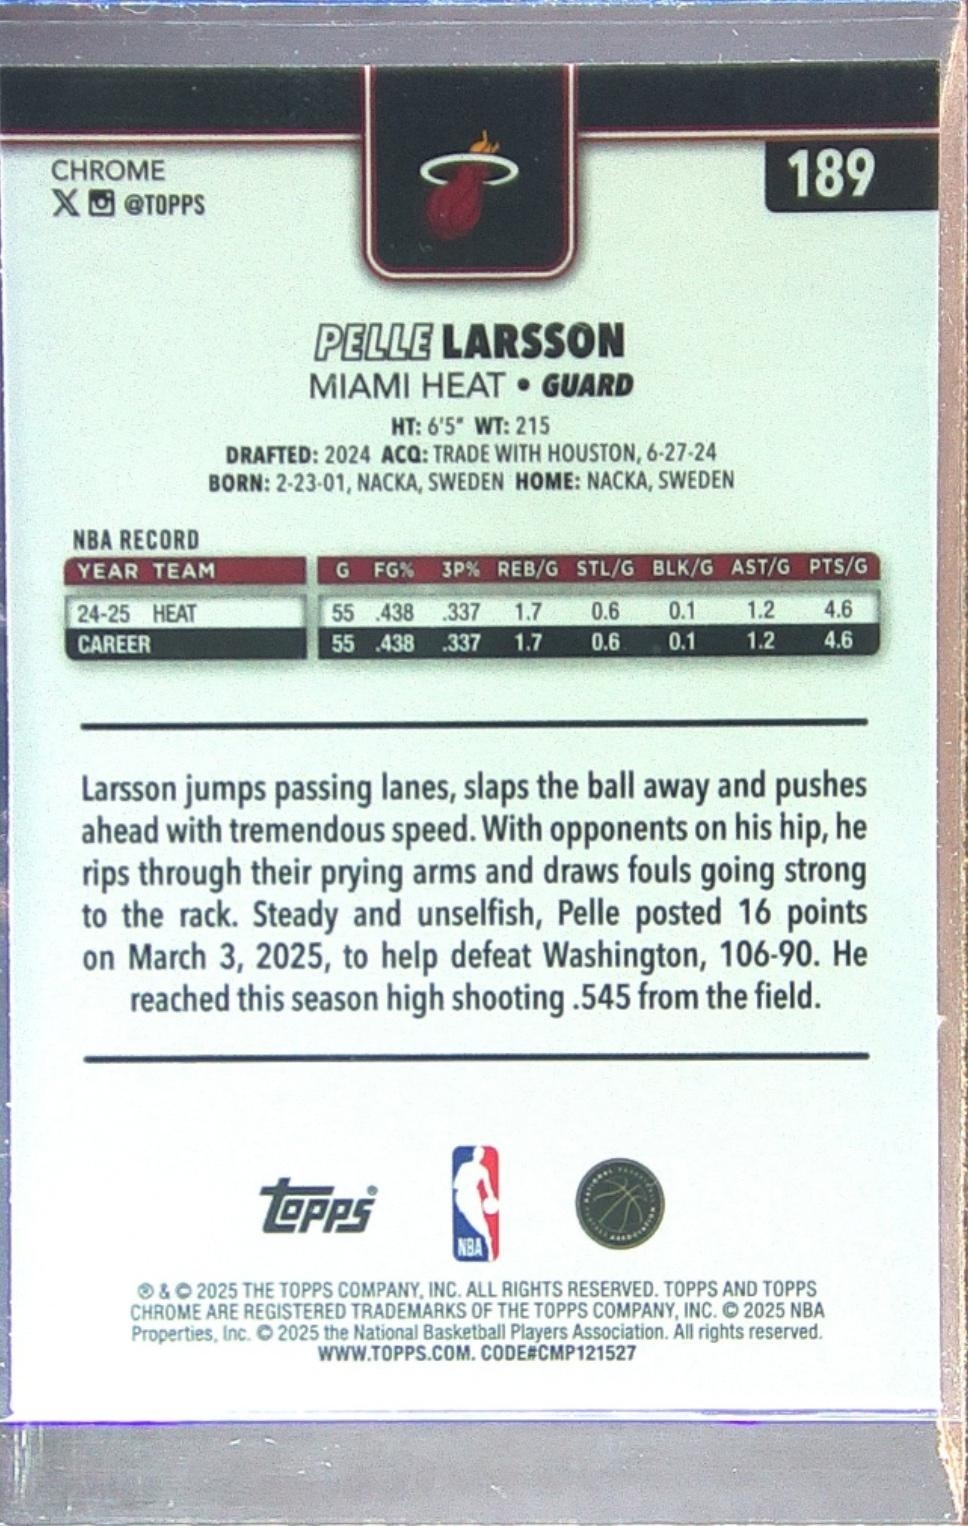 CHROME
189
X @TOPPS
PELLE LARSSON
MIAMI HEAT • GUARD
HT: 6'5" WT: 215
DRAFTED: 2024 ACQ: TRADE WITH HOUSTON, 6-27-24
BORN: 2-23-01, NACKA, SWEDEN HOME: NACKA, SWEDEN
NBA RECORD
YEAR TEAM G FG% 3P% REB/G STL/G BLK/G AST/G PTS/G
24-25 HEAT 55 .438 .337 1.7 0.6 0.1 1.2 4.6
CAREER 55 .438 .337 1.7 0.6 0.1 1.2 4.6
Larsson jumps passing lanes, slaps the ball away and pushes
ahead with tremendous speed. With opponents on his hip, he
rips through their prying arms and draws fouls going strong
to the rack. Steady and unselfish, Pelle posted 16 points
on March 3, 2025, to help defeat Washington, 106-90. He
reached this season high shooting .545 from the field.
topps®
NBA
® & © 2025 THE TOPPS COMPANY, INC. ALL RIGHTS RESERVED. TOPPS AND TOPPS
CHROME ARE REGISTERED TRADEMARKS OF THE TOPPS COMPANY, INC. © 2025 NBA
Properties, Inc. © 2025 the National Basketball Players Association. All rights reserved.
WWW.TOPPS.COM. CODE#CMP121527